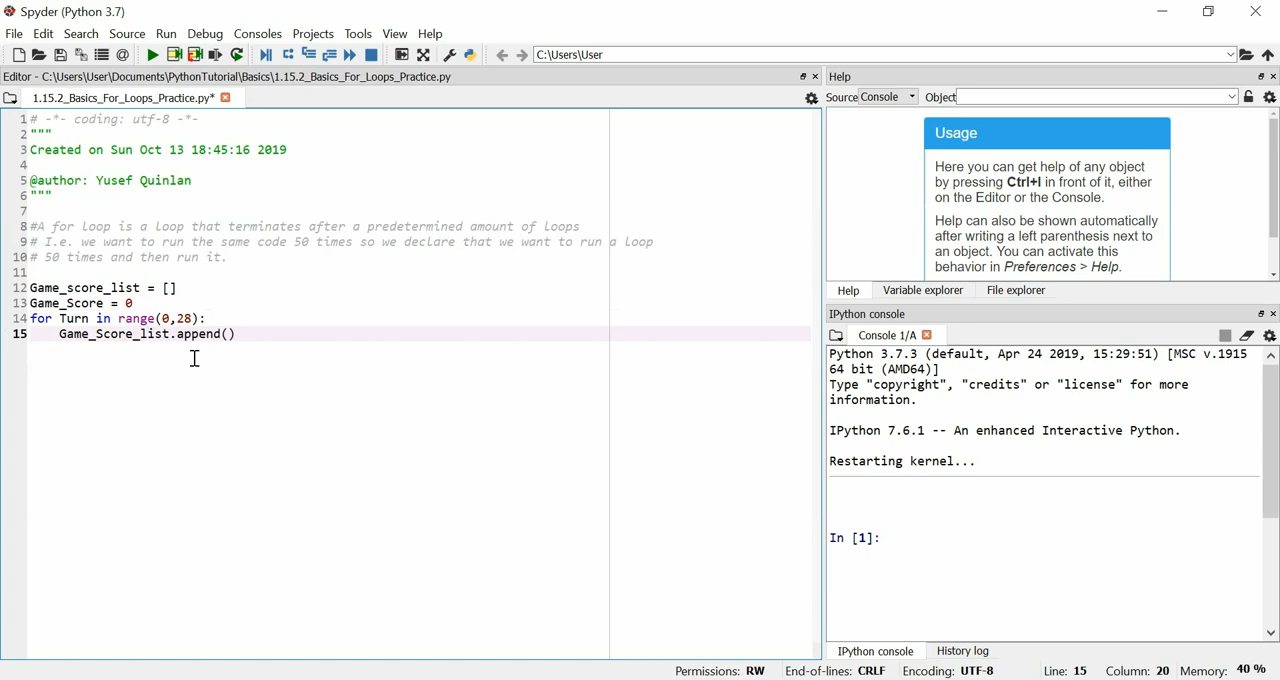 Spyder (Python 3.7)
File Edit Search Source Run Debug Consoles Projects Tools View Help
C:\Users\User
Editor - C:\Users\User\Documents\PythonTutorial\Basics\1.15.2_Basics_For_Loops_Practice.py
1.15.2_Basics_For_Loops_Practice.py*
1 # -*- coding: utf-8 -*-
2 """
3 Created on Sun Oct 13 18:45:16 2019
4
5 @author: Yusef Quinlan
6 """
7
8 #A for loop is a loop that terminates after a predetermined amount of loops
9 # I.e. we want to run the same code 50 times so we declare that we want to run a loop
10 # 50 times and then run it.
11
12 Game_score_list = []
13 Game_Score = 0
14 for Turn in range(0,28):
15 Game_Score_list.append()
Help
Source Console Object
Usage
Here you can get help of any object
by pressing Ctrl+I in front of it, either
on the Editor or the Console.
Help can also be shown automatically
after writing a left parenthesis next to
an object. You can activate this
behavior in Preferences > Help.
Help Variable explorer File explorer
IPython console
Console 1/A
Python 3.7.3 (default, Apr 24 2019, 15:29:51) [MSC v.1915
64 bit (AMD64)]
Type "copyright", "credits" or "license" for more
information.
IPython 7.6.1 -- An enhanced Interactive Python.
Restarting kernel...
In [1]:
IPython console History log
Permissions: RW End-of-lines: CRLF Encoding: UTF-8 Line: 15 Column: 20 Memory: 40 %